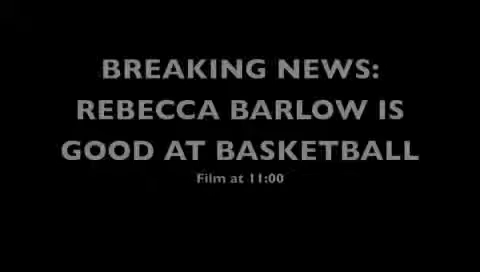 BREAKING NEWS:
REBECCA BARLOW IS
GOOD AT BASKETBALL
Film at 11:00